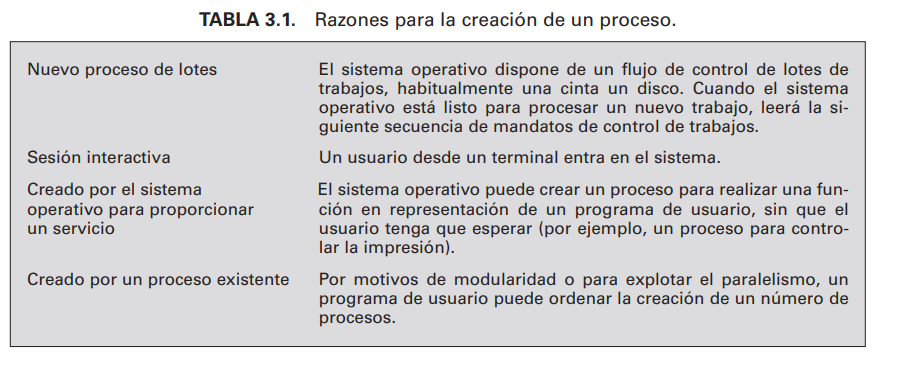 TABLA 3.1. Razones para la creación de un proceso.
Nuevo proceso de lotes
El sistema operativo dispone de un flujo de control de lotes de
trabajos, habitualmente una cinta un disco. Cuando el sistema
operativo está listo para procesar un nuevo trabajo, leerá la si-
guiente secuencia de mandatos de control de trabajos.
Sesión interactiva
Un usuario desde un terminal entra en el sistema.
Creado por el sistema
operativo para proporcionar
un servicio
El sistema operativo puede crear un proceso para realizar una fun-
ción en representación de un programa de usuario, sin que el
usuario tenga que esperar (por ejemplo, un proceso para contro-
lar la impresión).
Creado por un proceso existente
Por motivos de modularidad o para explotar el paralelismo, un
programa de usuario puede ordenar la creación de un número de
procesos.